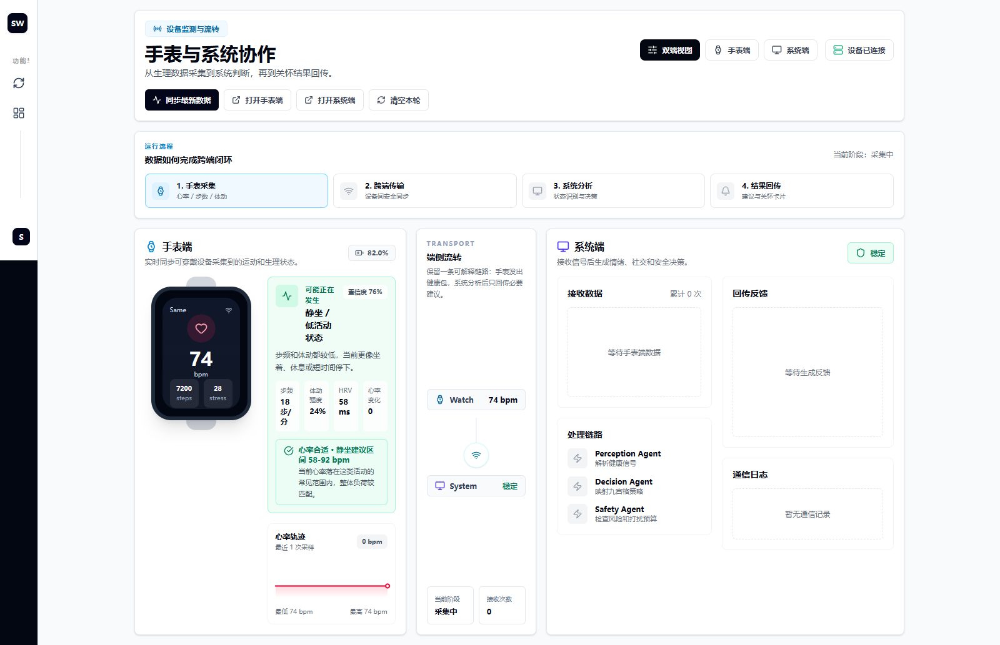 SW
功能
S
设备监测与流转
手表与系统协作
从生理数据采集到系统判断，再到关怀结果回传。
双端视图
手表端
系统端
设备已连接
同步最新数据
打开手表端
打开系统端
清空本轮
运行流程
数据如何完成跨端闭环
当前阶段：采集中
1. 手表采集
心率 / 步数 / 体动
2. 跨端传输
设备间安全同步
3. 系统分析
状态识别与决策
4. 结果回传
建议与关怀卡片
手表端
实时同步可穿戴设备采集到的运动和生理状态。
82.0%
Same
74
bpm
7200
steps
28
stress
可能正在
发生
置信度 76%
静坐 /
低活动
状态
步频和体动都较低，当前更像坐
着、休息或短时间停下。
步频
18
步/
分
体动
强度
24%
HRV
58
ms
心率
变化
0
心率合适・静坐建议区
间 58-92 bpm
当前心率落在这类活动的
常见范围内，整体负荷较
匹配。
心率轨迹
最近 1 次采样
0 bpm
最低 74 bpm
最高 74 bpm
TRANSPORT
端侧流转
保留一条可解释链路：手表发出
健康包，系统分析后只回传必要
建议。
Watch
74 bpm
System
稳定
当前阶段
采集中
接收次数
0
系统端
接收信号后生成情绪、社交和安全决策。
稳定
接收数据
累计 0 次
等待手表端数据
处理链路
Perception Agent
解析健康信号
Decision Agent
映射九宫格策略
Safety Agent
检查风险和打扰预算
回传反馈
等待生成反馈
通信日志
暂无通信记录